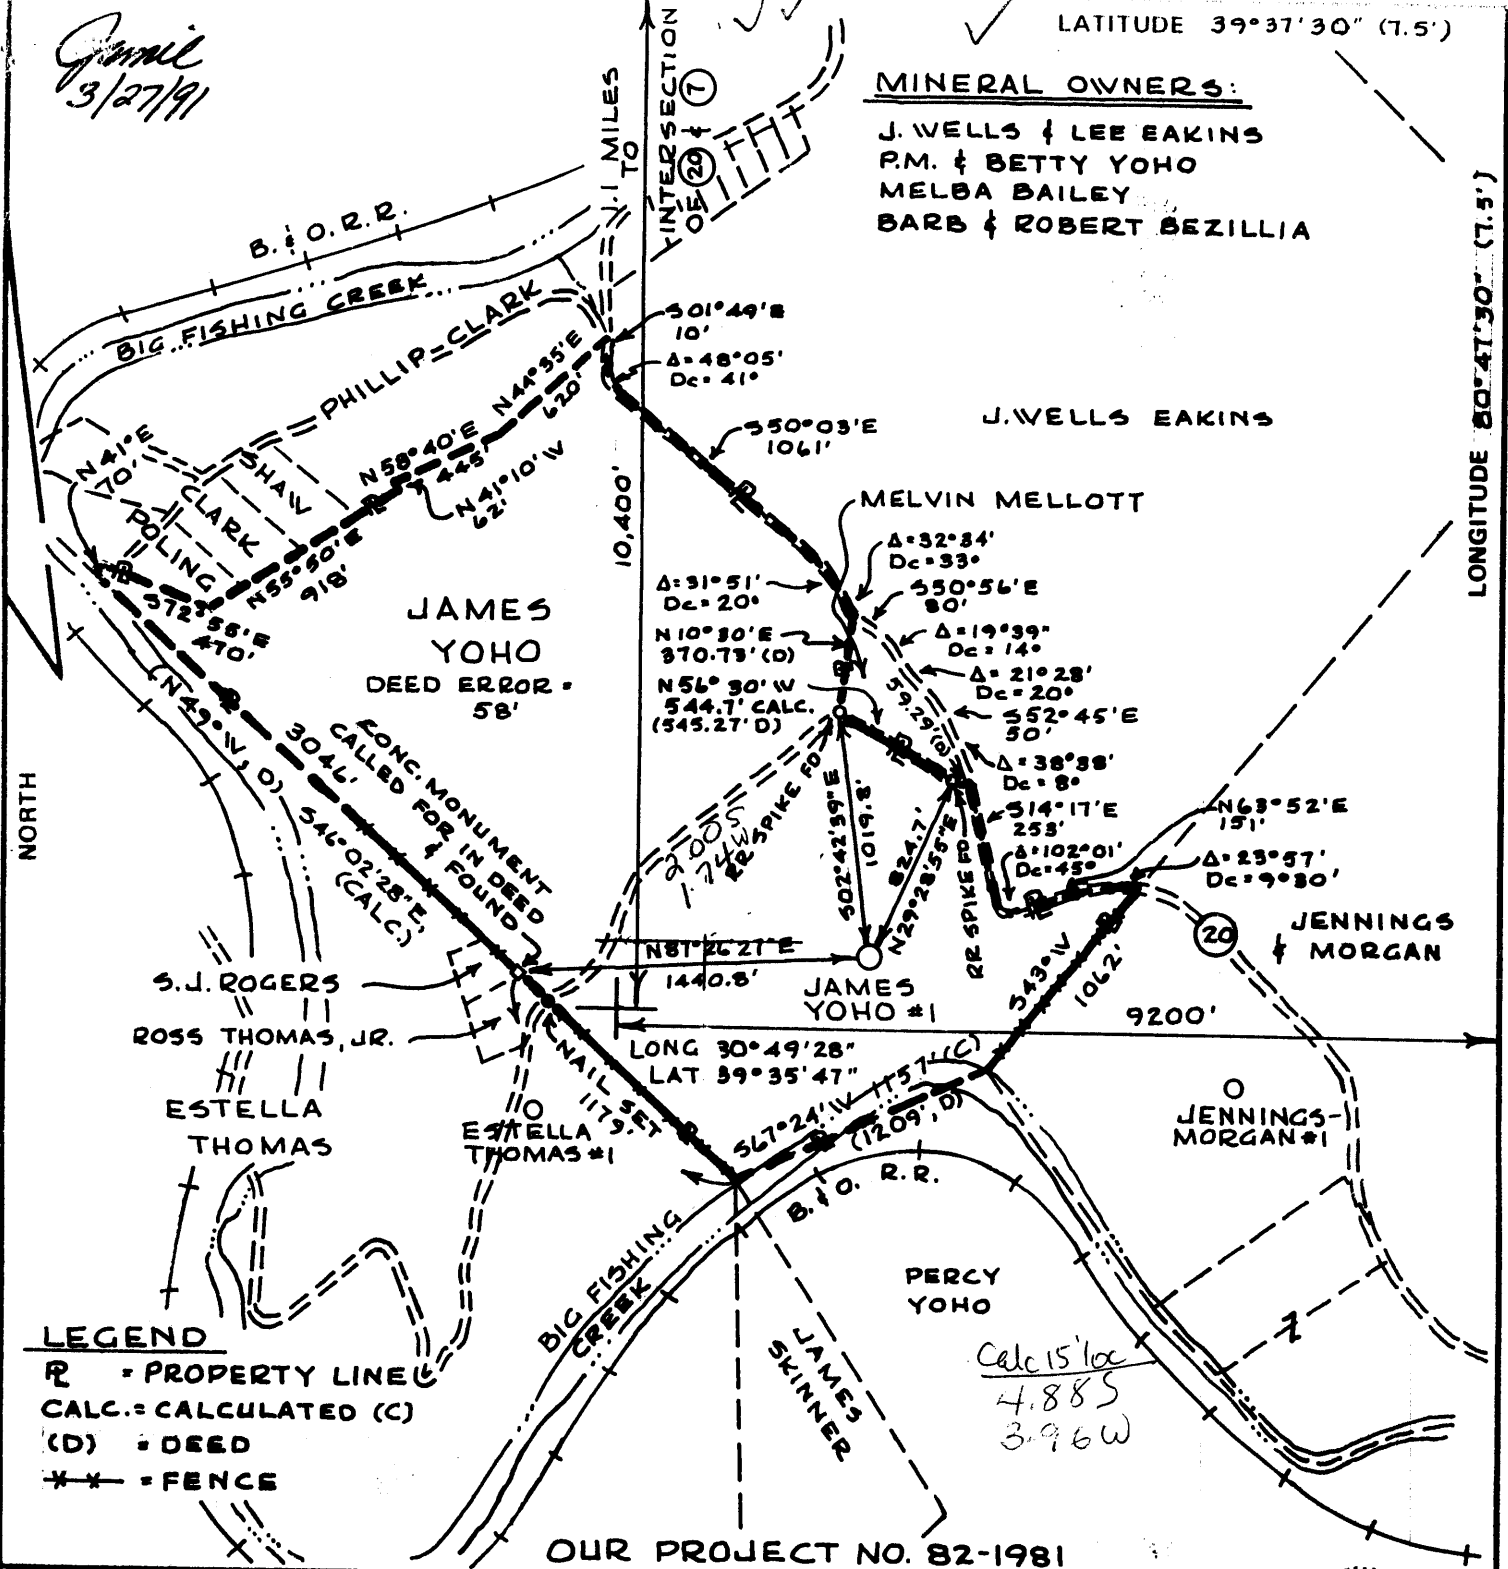 Jamie
3/27/91
LATITUDE 39°37'30" (7.5')
MINERAL OWNERS:
J. WELLS & LEE EAKINS
P.M. & BETTY YOHO
MELBA BAILEY
BARB & ROBERT BEZILLIA
LONGITUDE 80°47'30" (7.5')
1.1 MILES
TO
INTERSECTION
OF 20 & 7
B. & O. R.R.
BIG FISHING CREEK
PHILLIP CLARK
S01°49'E
10'
Δ=48°05'
Dc=41°
N44°35'E
620'
N58°40'E
445'
N41°10'W
62'
S50°03'E
1061'
J. WELLS EAKINS
N41°E
70'
SHAW
CLARK
POLING
N55°50'E
918'
S72°55'E
470'
10,400'
MELVIN MELLOTT
Δ=32°34'
Dc=33°
Δ=31°51'
Dc=20°
S50°56'E
80'
JAMES
YOHO
DEED ERROR =
58'
N10°30'E
370.73' (D)
Δ=19°39"
Dc=14°
N56°30'W
544.7' CALC.
(545.27' D)
Δ=21°28'
Dc=20°
59.29'(D)
S52°45'E
50'
Δ=38°38'
Dc=8°
(N49°W, D)
3046'
S46°02'28"E,
(CALC.)
CONC. MONUMENT
CALLED FOR IN DEED
& FOUND
NORTH
RR SPIKE FD
2.00S
1.74W
S02°42'39"E
1019.8'
N29°28'55"E
824.7'
RR SPIKE FD
S14°17'E
253'
N63°52'E
151'
Δ=102°01'
Dc=45°
Δ=23°57'
Dc=9°30'
20
JENNINGS
& MORGAN
S43°W
1062'
N87°26'27"E
1440.8'
JAMES
YOHO #1
S.J. ROGERS
ROSS THOMAS, JR.
9200'
LONG 30°49'28"
LAT 39°35'47"
NAIL SET
1179.'
ESTELLA
THOMAS
ESTELLA
THOMAS #1
S67°24'W 1157'(C)
(1209', D)
JENNINGS-
MORGAN #1
B. & O. R.R.
BIG FISHING
CREEK
PERCY
YOHO
JAMES
SKINNER
Calc 15' loc
4.88S
3.96W
LEGEND
PL = PROPERTY LINE
CALC. = CALCULATED (C)
(D) = DEED
= FENCE
OUR PROJECT NO. 82-1981